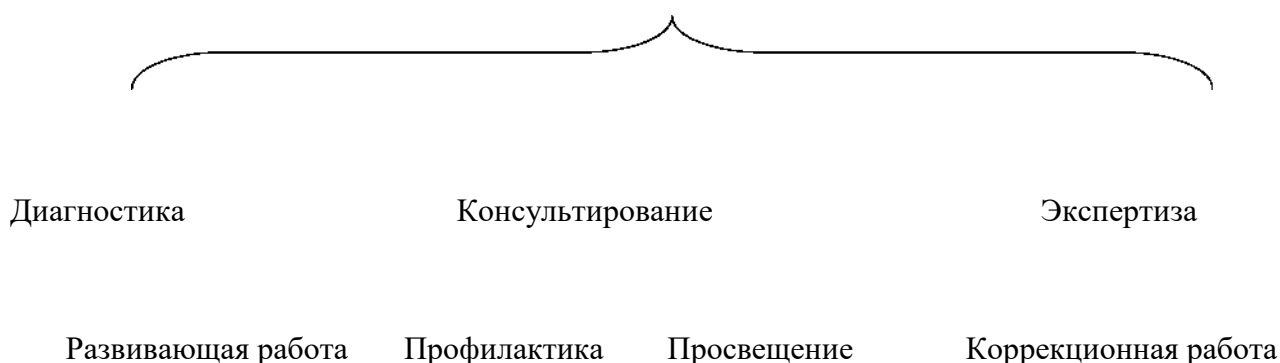 Диагностика Консультирование Экспертиза
Развивающая работа Профилактика Просвещение Коррекционная работа